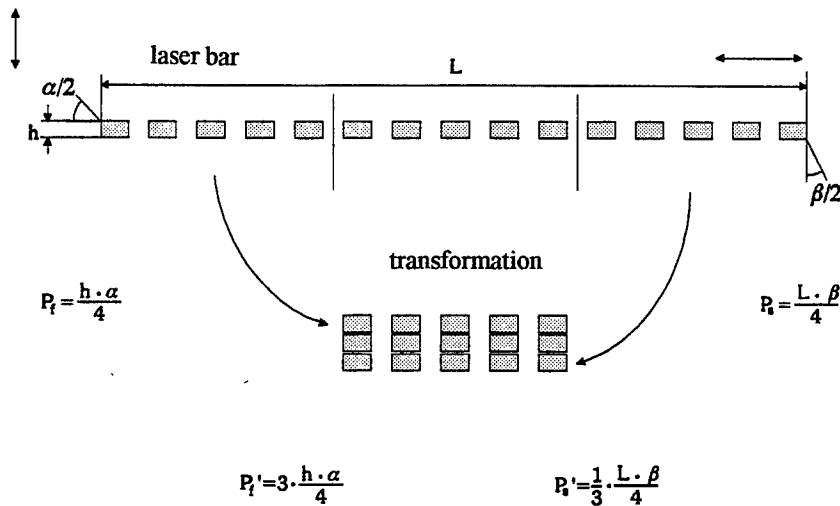 laser bar
L
α/2
h
β/2
transformation
P_f = h · α / 4
P_s = L · β / 4
P_f' = 3 · h · α / 4
P_s' = 1/3 · L · β / 4